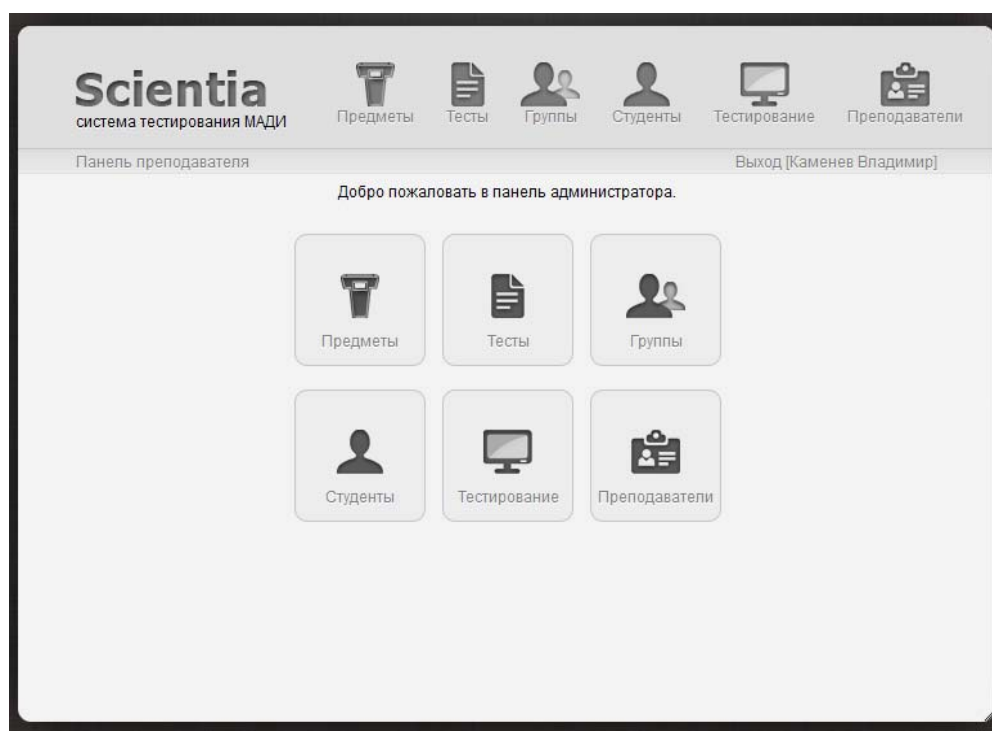 Scientia
система тестирования МАДИ
Предметы Тесты Группы Студенты Тестирование Преподаватели
Панель преподавателя Выход [Каменев Владимир]
Добро пожаловать в панель администратора.
Предметы Тесты Группы
Студенты Тестирование Преподаватели